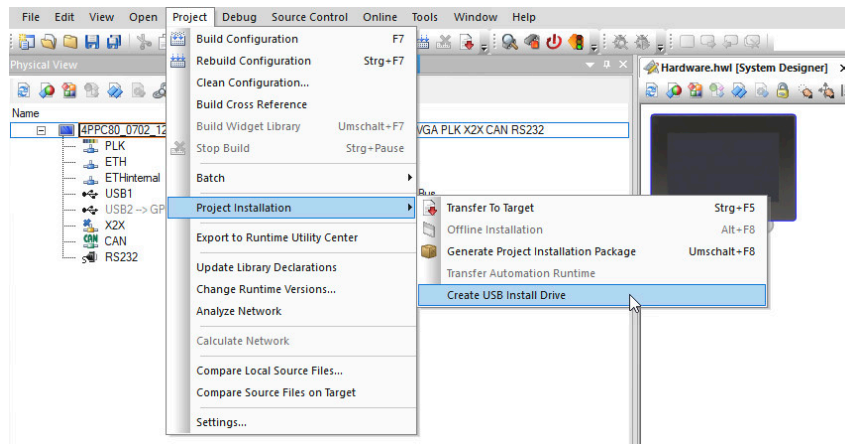 File Edit View Open Project Debug Source Control Online Tools Window Help
Physical View
Hardware.hwl [System Designer]
Name
4PPC80_0702_12
VGA PLK X2X CAN RS232
PLK
ETH
ETHinternal
USB1
USB2 --> GP
X2X
CAN
RS232
Build Configuration F7
Rebuild Configuration Strg+F7
Clean Configuration...
Build Cross Reference
Build Widget Library Umschalt+F7
Stop Build Strg+Pause
Batch
Project Installation
Export to Runtime Utility Center
Update Library Declarations
Change Runtime Versions...
Analyze Network
Calculate Network
Compare Local Source Files...
Compare Source Files on Target
Settings...
Transfer To Target Strg+F5
Offline Installation Alt+F8
Generate Project Installation Package Umschalt+F8
Transfer Automation Runtime
Create USB Install Drive